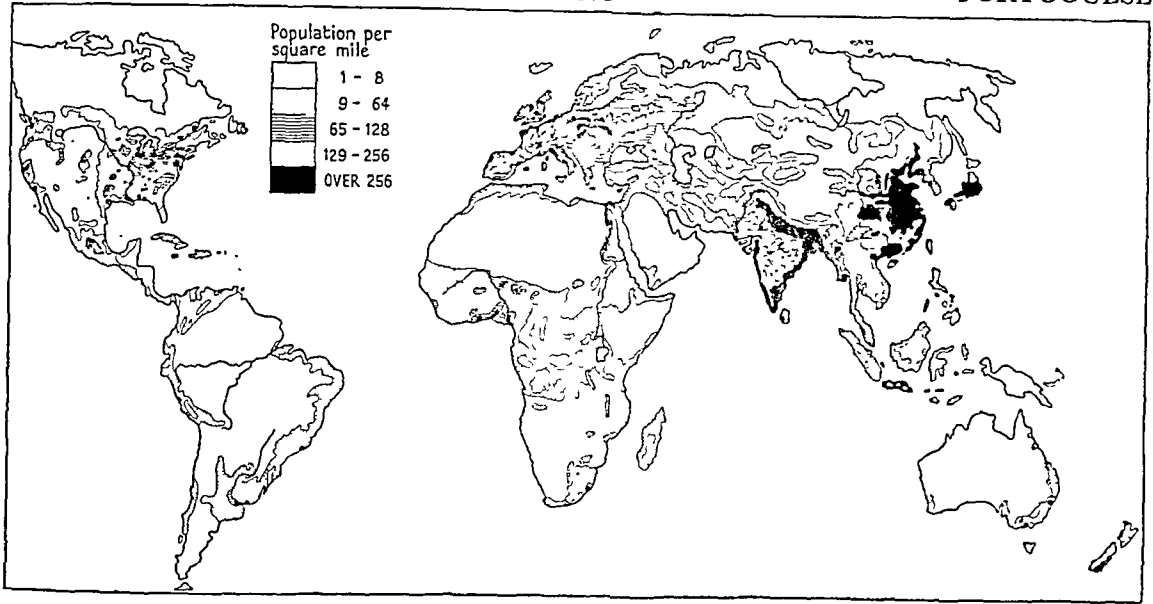 Population per
square mile
1 - 8
9 - 64
65 - 128
129 - 256
OVER 256